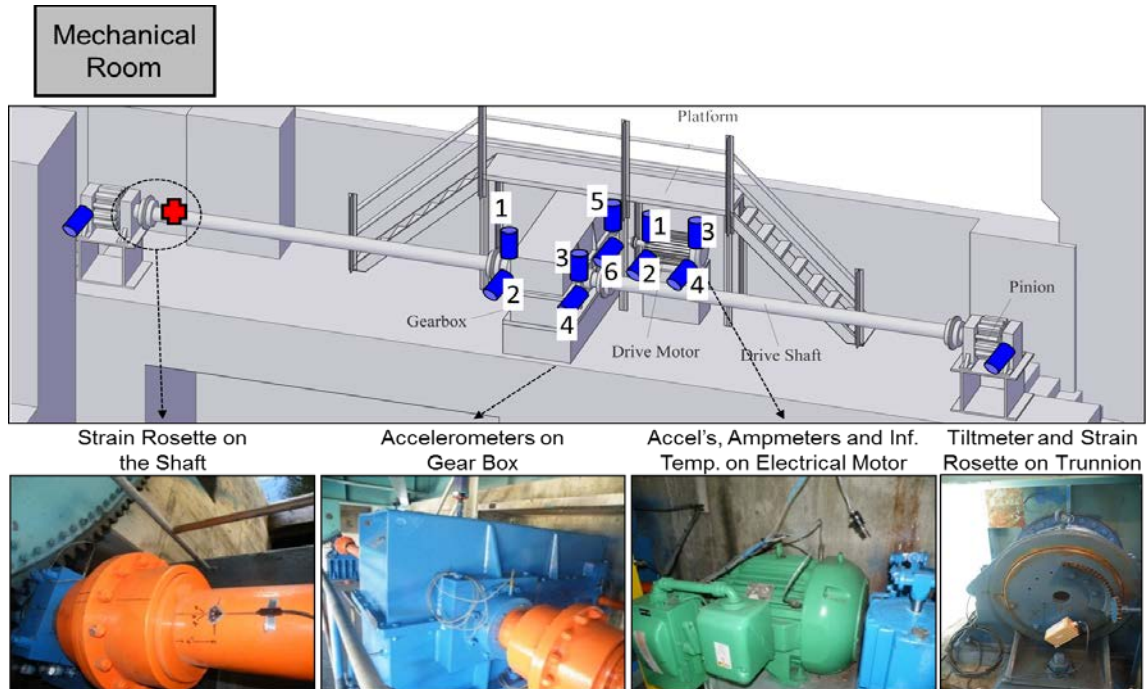 Mechanical
Room
Platform
5
1
1
3
3
6
2
4
2
Pinion
Gearbox
4
Drive Motor
Drive Shaft
Strain Rosette on
the Shaft
Accelerometers on
Gear Box
Accel's, Ampmeters and Inf.
Temp. on Electrical Motor
Tiltmeter and Strain
Rosette on Trunnion